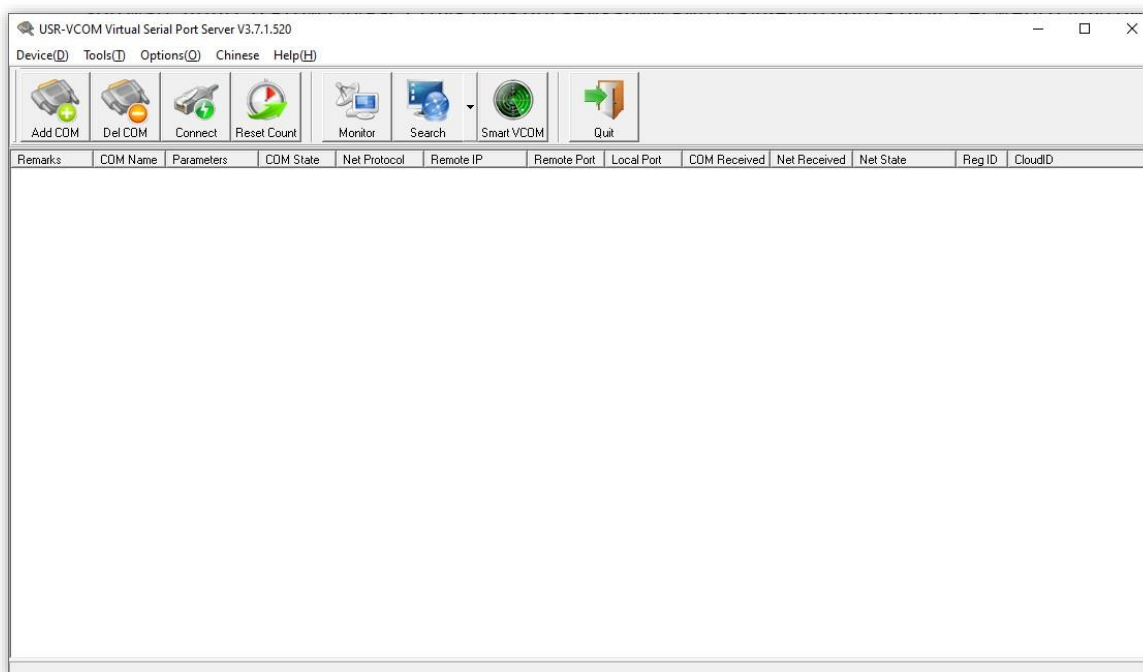 USR-VCOM Virtual Serial Port Server V3.7.1.520
Device(D) Tools(T) Options(O) Chinese Help(H)
Add COM Del COM Connect Reset Count Monitor Search Smart VCOM Quit
Remarks COM Name Parameters COM State Net Protocol Remote IP Remote Port Local Port COM Received Net Received Net State Reg ID CloudID